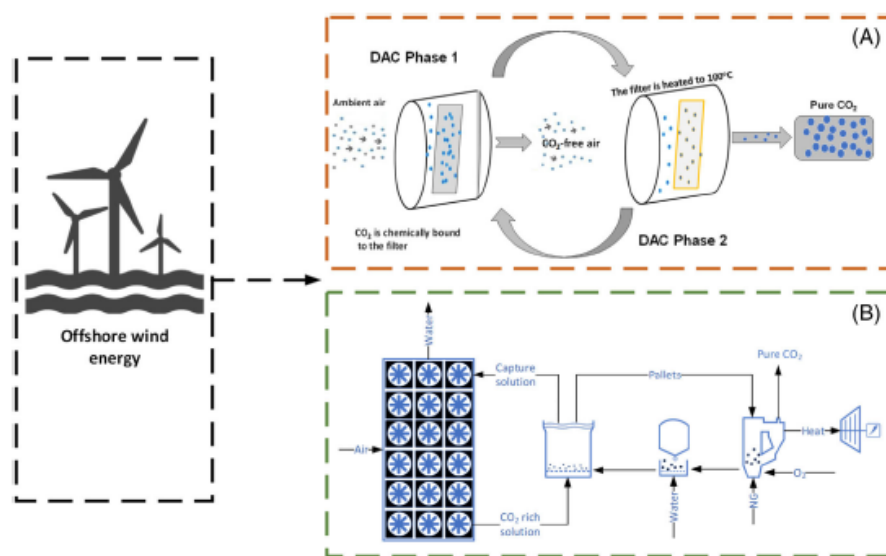 Offshore wind
energy
(A)
DAC Phase 1
Ambient air
CO₂ is chemically bound
to the filter
CO₂-free air
The filter is heated to 100°C
DAC Phase 2
Pure CO₂
(B)
Water
Air
Capture
solution
CO₂ rich
solution
Pallets
Water
Pure CO₂
Heat
O₂
NG